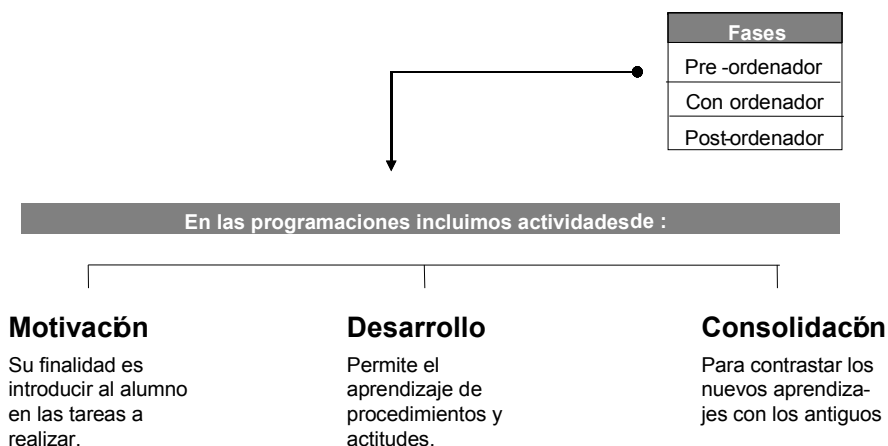 Fases
Pre -ordenador
Con ordenador
Post-ordenador
En las programaciones incluimos actividades de :
Motivación
Su finalidad es
introducir al alumno
en las tareas a
realizar.
Desarrollo
Permite el
aprendizaje de
procedimientos y
actitudes.
Consolidación
Para contrastar los
nuevos aprendiza-
jes con los antiguos